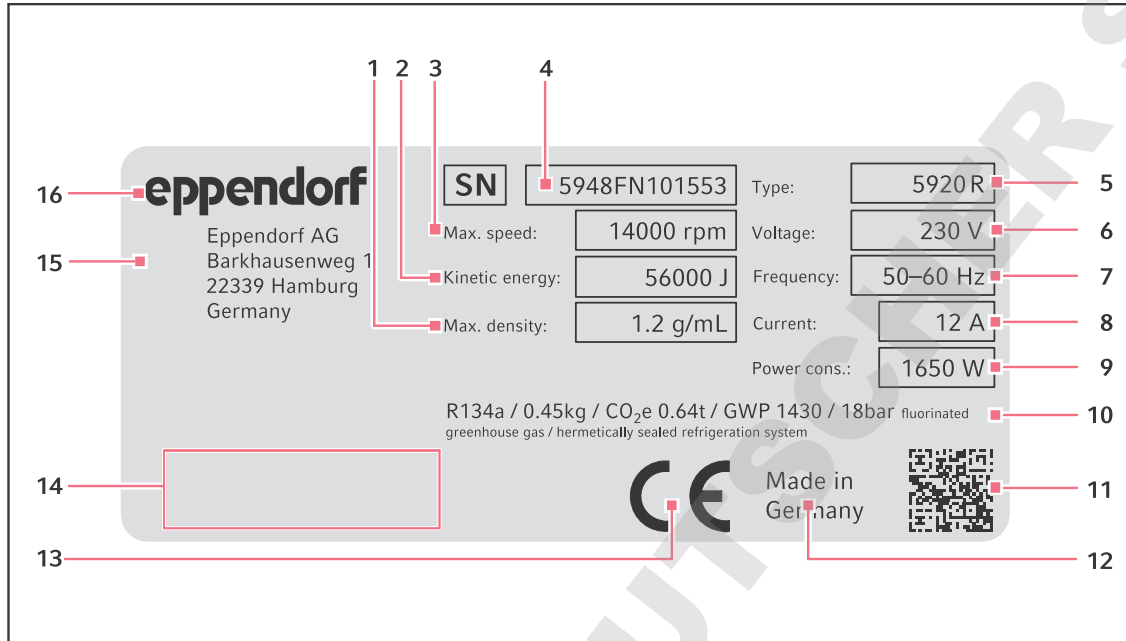 1 2 3 4
16 eppendorf SN 5948FN101553 Type: 5920 R 5
15 Eppendorf AG Max. speed: 14000 rpm Voltage: 230 V 6
Barkhausenweg 1
22339 Hamburg Kinetic energy: 56000 J Frequency: 50–60 Hz 7
Germany
Max. density: 1.2 g/mL Current: 12 A 8
Power cons.: 1650 W 9
R134a / 0.45kg / CO₂e 0.64t / GWP 1430 / 18bar fluorinated 10
greenhouse gas / hermetically sealed refrigeration system
14 CE Made in 11
Germany
13 12